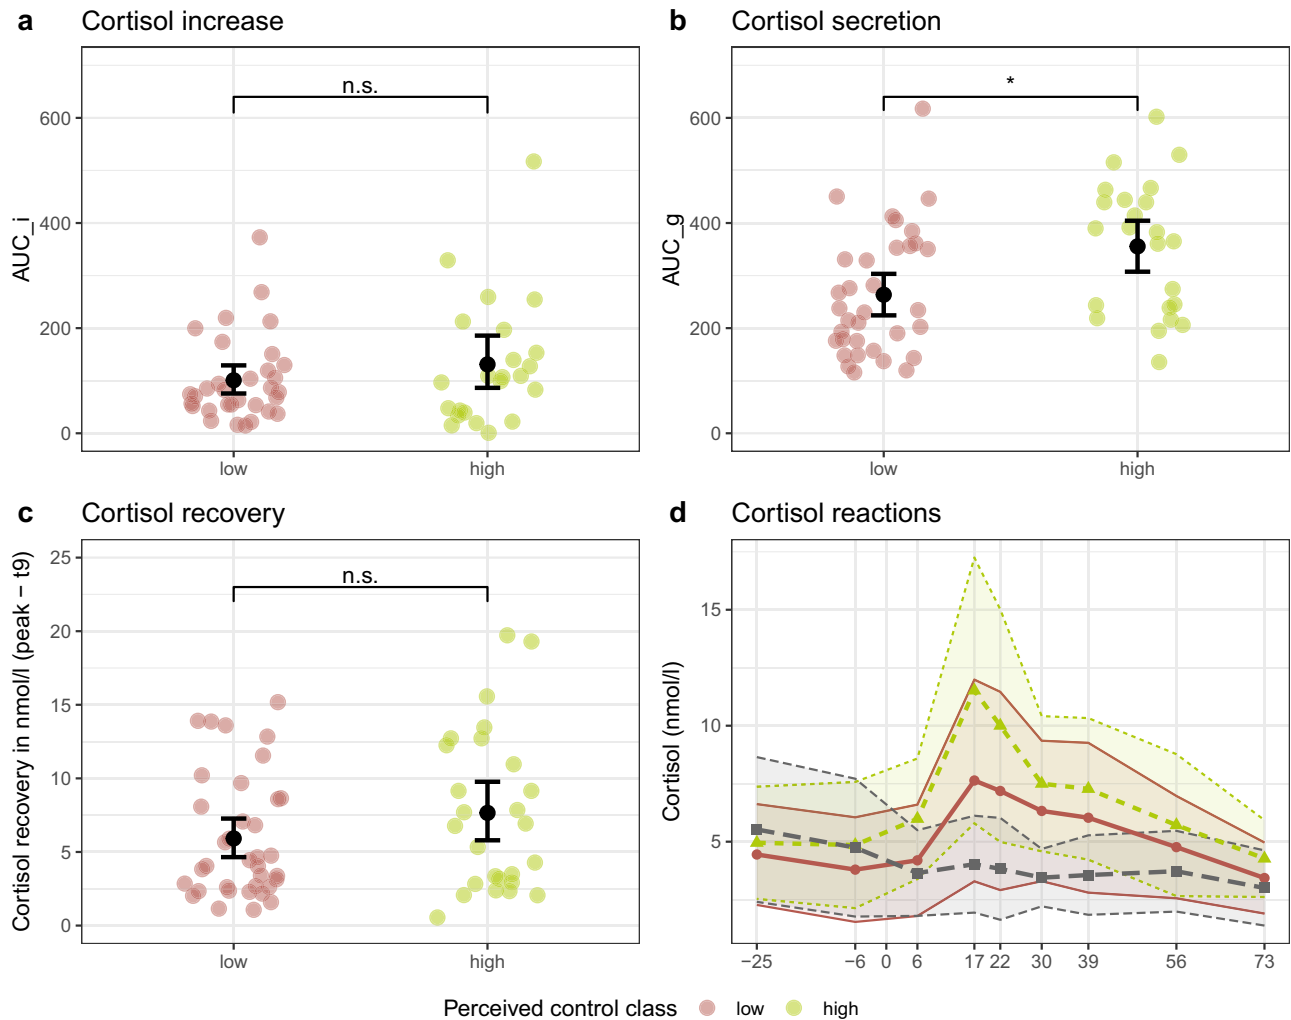 a Cortisol increase
n.s.
600
400
200
0
AUC_i
low high
b Cortisol secretion
*
600
400
200
0
AUC_g
low high
c Cortisol recovery
n.s.
25
20
15
10
5
0
Cortisol recovery in nmol/l (peak − t9)
low high
d Cortisol reactions
15
10
5
Cortisol (nmol/l)
−25 −6 0 6 17 22 30 39 56 73
Perceived control class low high